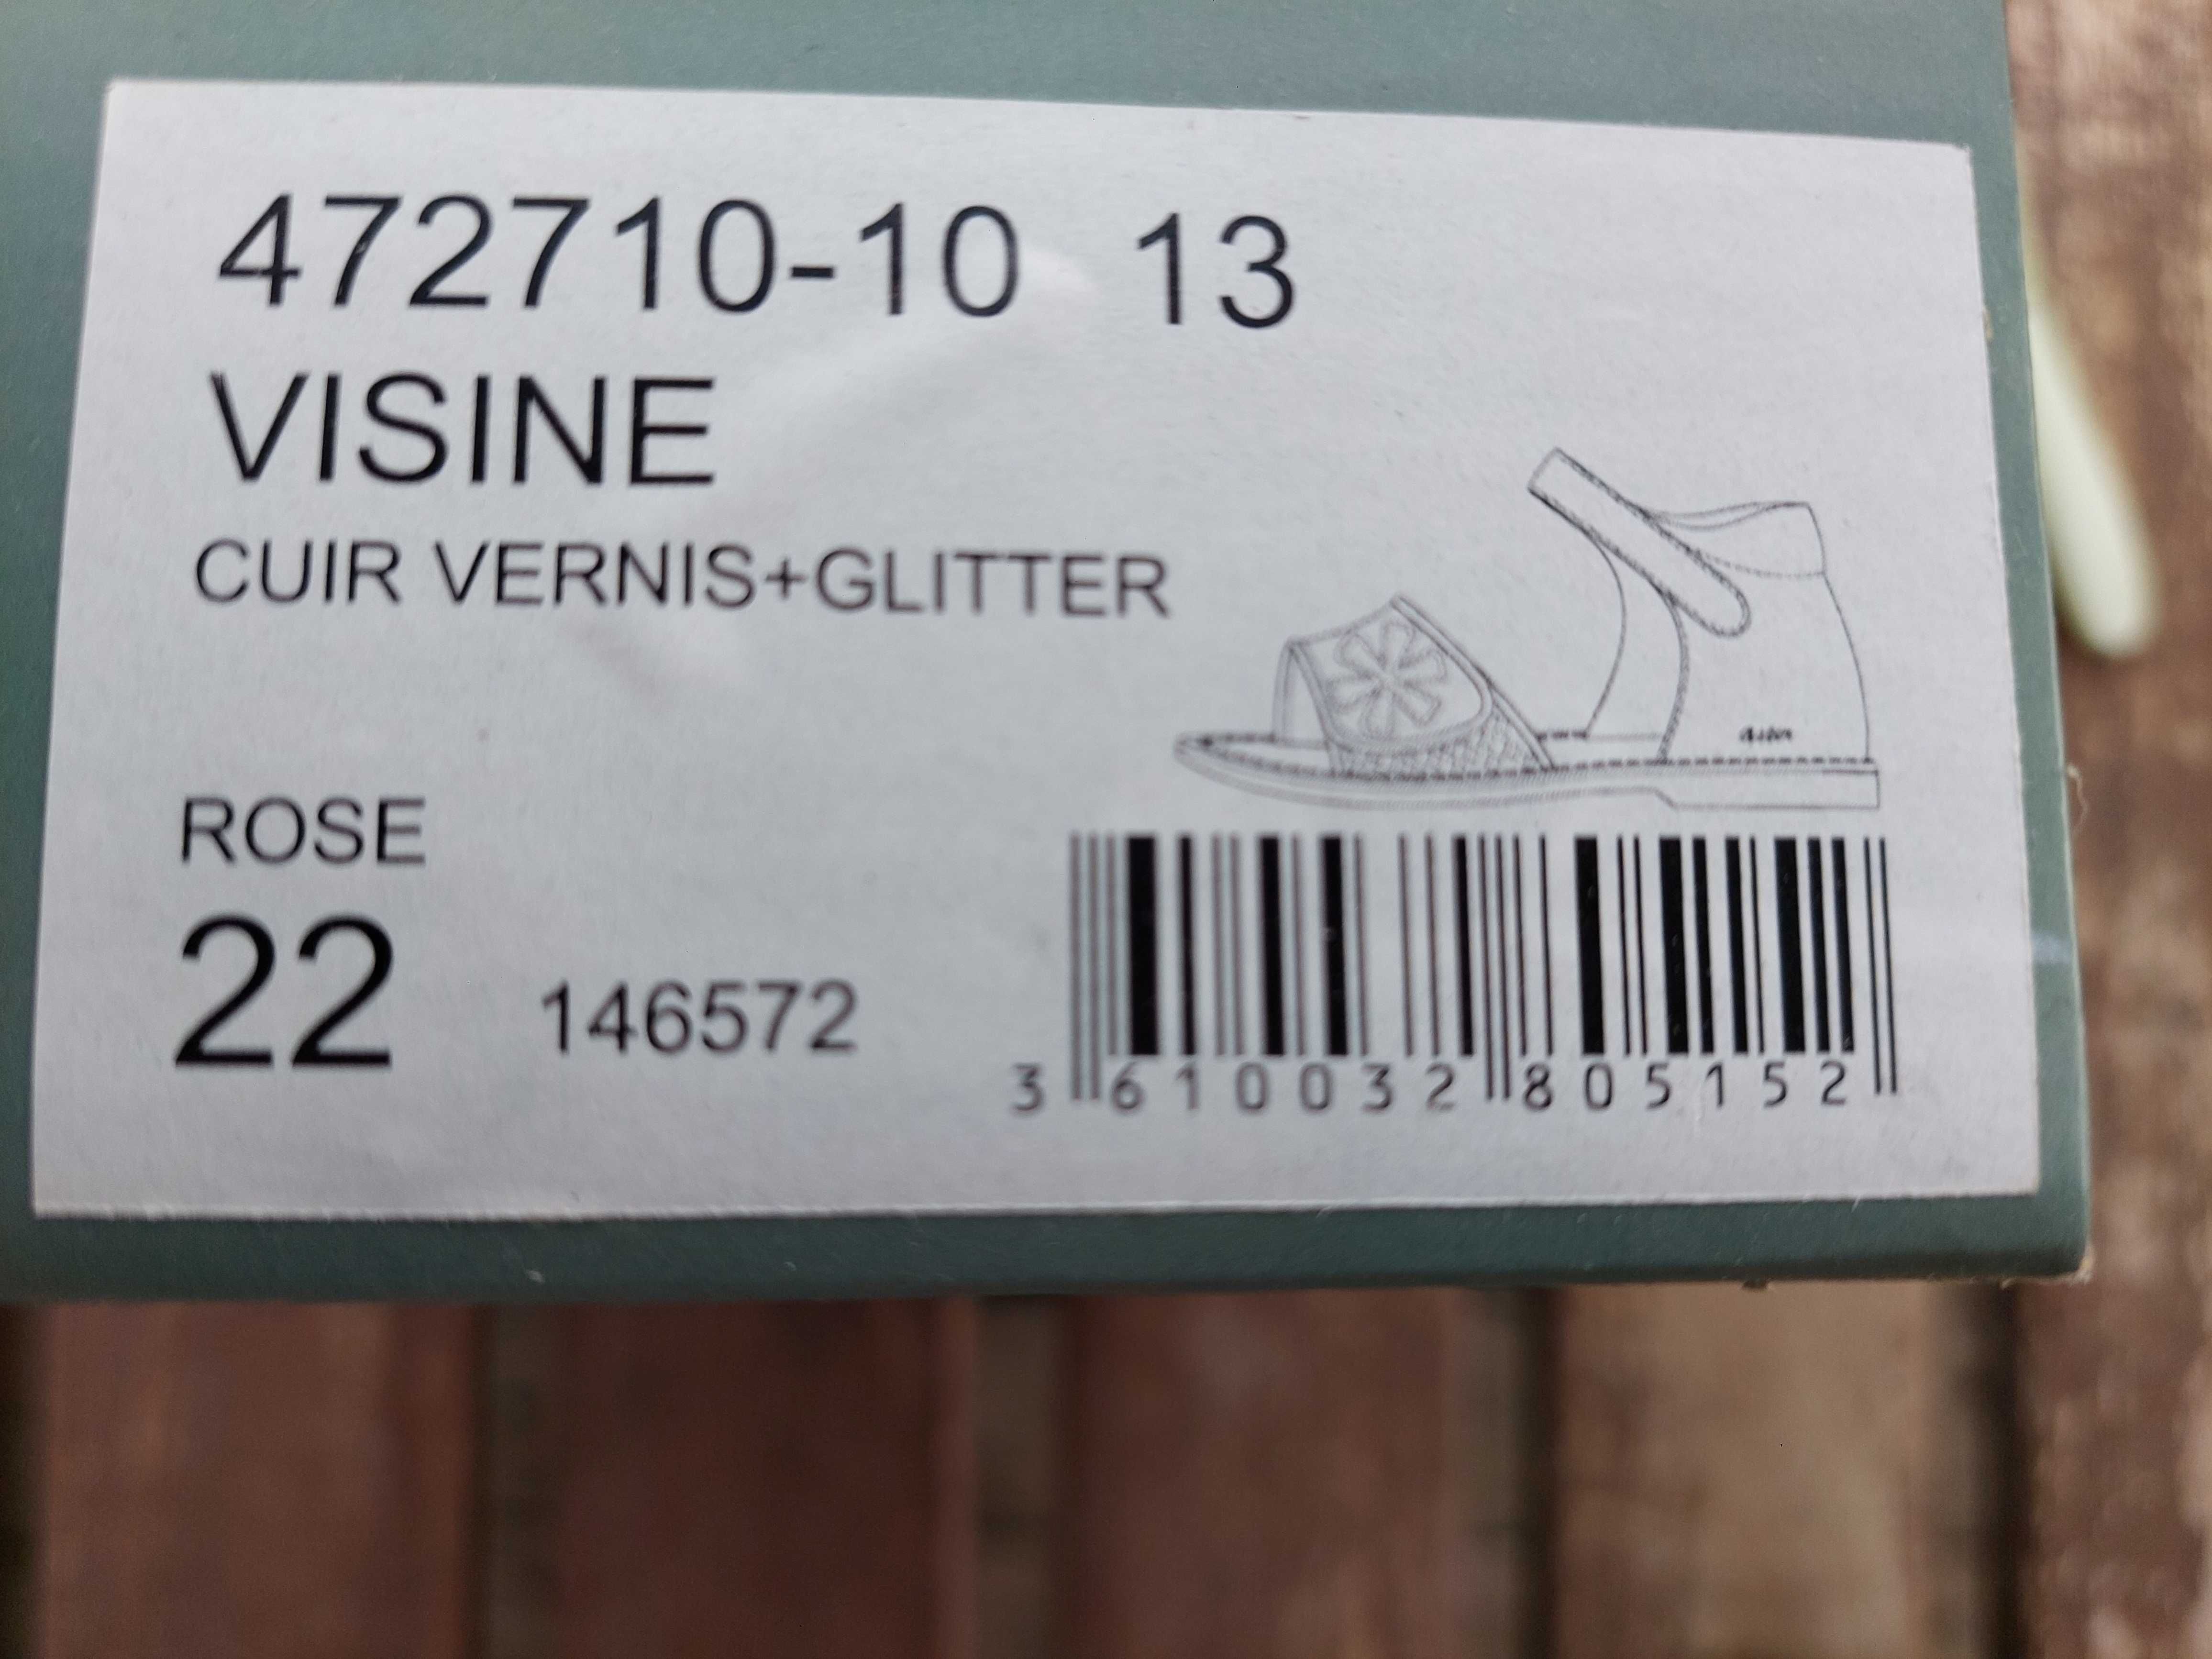 472710-10 13
VISINE
CUIR VERNIS+GLITTER
ROSE
22 146572
3 610032 805152